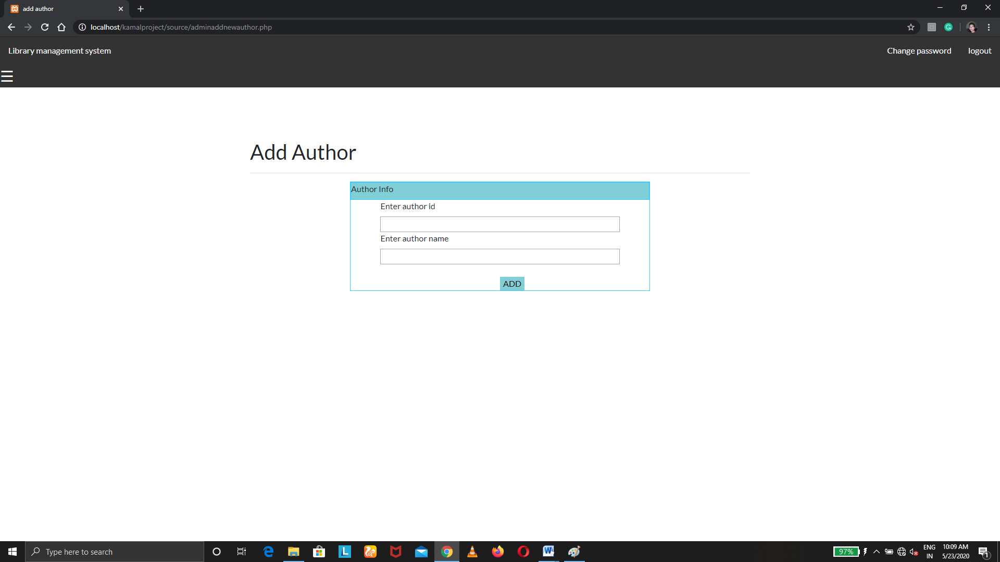 add author
localhost/kamalproject/source/adminaddnewauthor.php
Library management system
Change password
logout
Add Author
Author Info
Enter author id
Enter author name
ADD
Type here to search
97%
ENG
IN
10:09 AM
5/23/2020
1